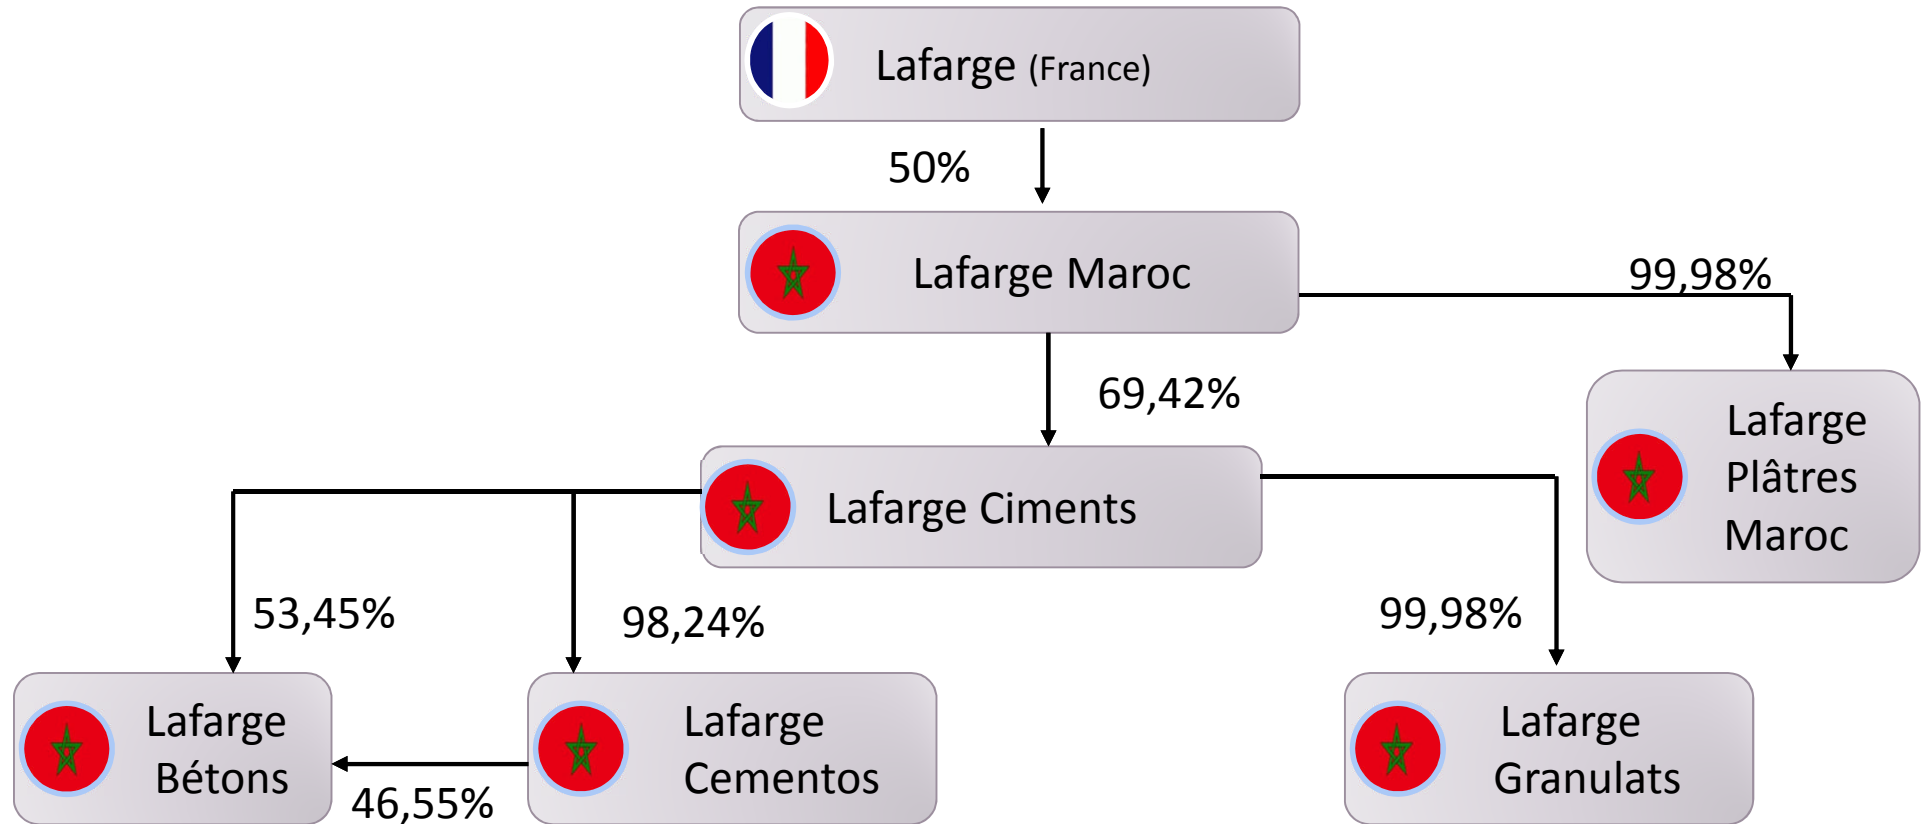 Lafarge (France)
50%
Lafarge Maroc
99,98%
69,42%
Lafarge
Plâtres
Maroc
Lafarge Ciments
53,45%
98,24%
99,98%
Lafarge
Bétons
46,55%
Lafarge
Cementos
Lafarge
Granulats